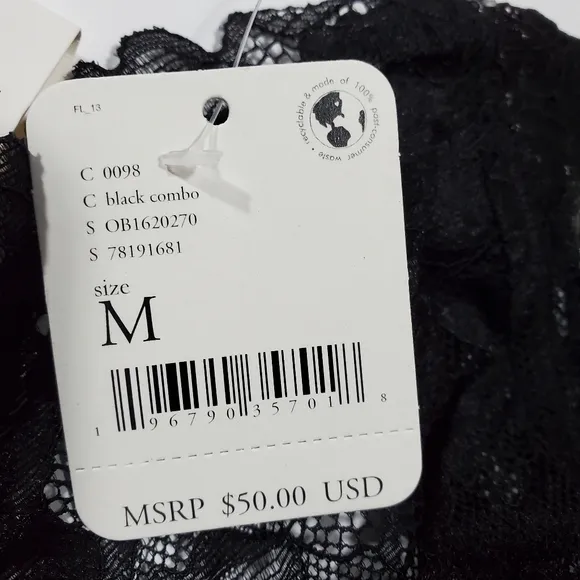 FL_13
recyclable & made of 100% post-consumer waste •
C 0098
C black combo
S OB1620270
S 78191681
size
M
1 96790 35701 8
MSRP $50.00 USD